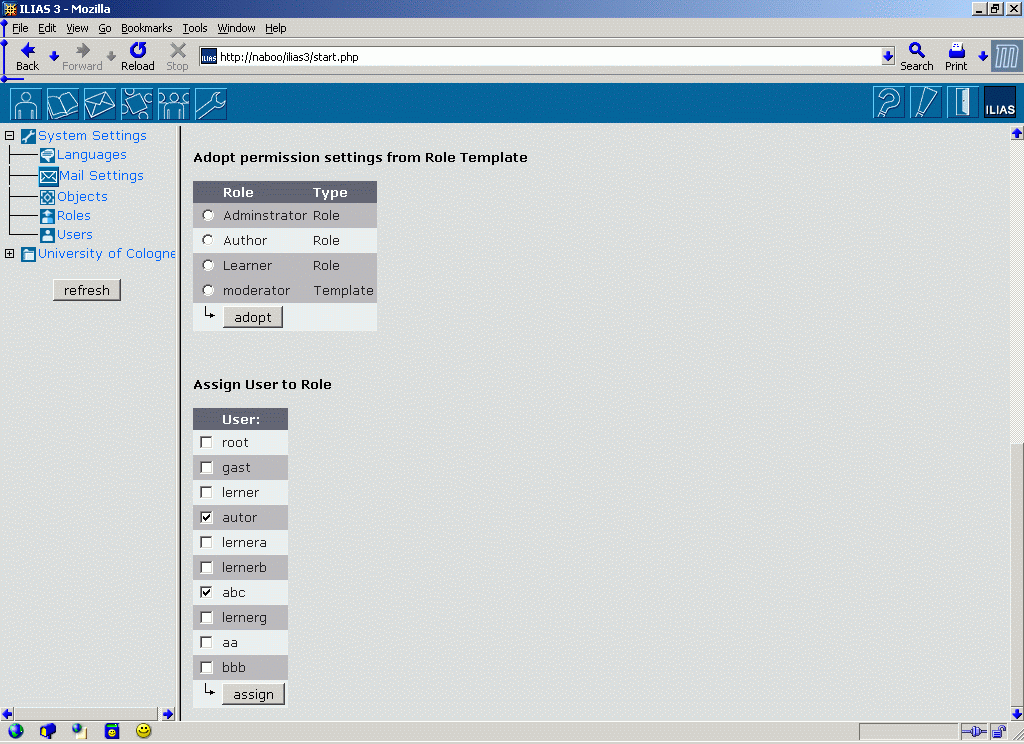 ILIAS 3 - Mozilla
File Edit View Go Bookmarks Tools Window Help
Back Forward Reload Stop ILIAS http://naboo/ilias3/start.php Search Print
ILIAS
System Settings
Languages
Mail Settings
Objects
Roles
Users
University of Cologne
refresh
Adopt permission settings from Role Template
Role Type
Adminstrator Role
Author Role
Learner Role
moderator Template
adopt
Assign User to Role
User:
root
gast
lerner
autor
lernera
lernerb
abc
lernerg
aa
bbb
assign